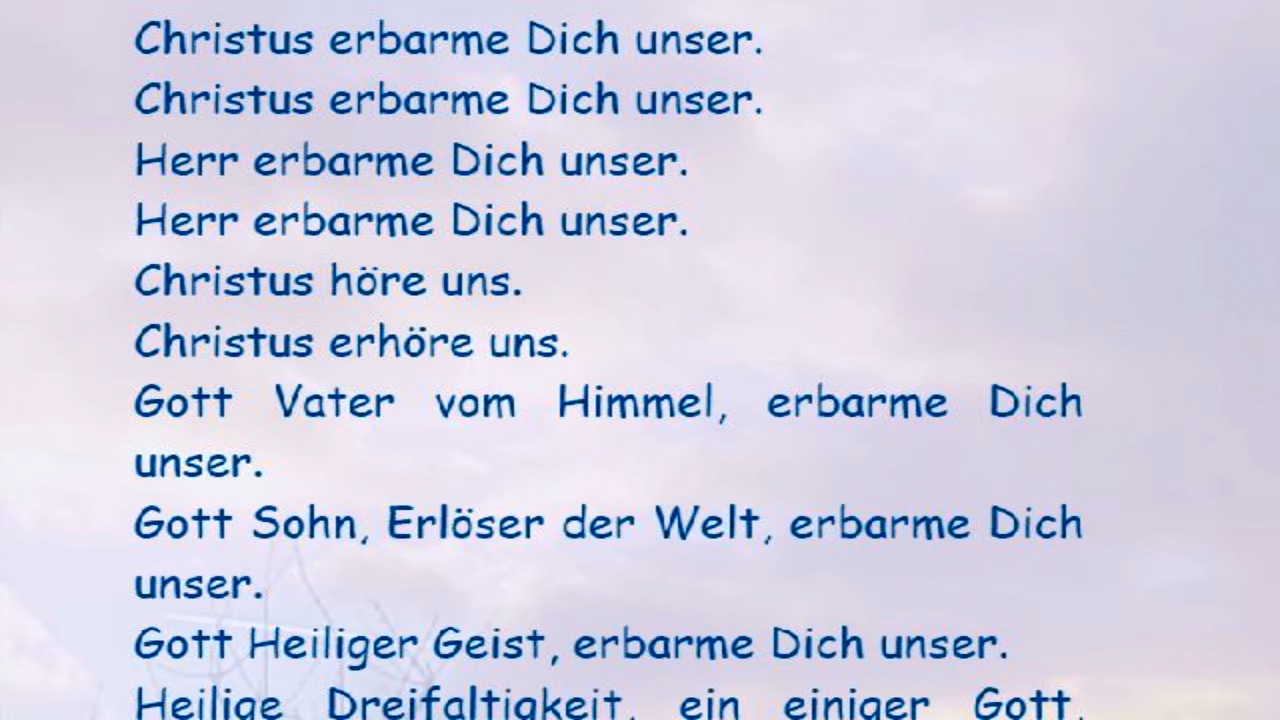 Christus erbarme Dich unser.
Christus erbarme Dich unser.
Herr erbarme Dich unser.
Herr erbarme Dich unser.
Christus höre uns.
Christus erhöre uns.
Gott Vater vom Himmel, erbarme Dich
unser.
Gott Sohn, Erlöser der Welt, erbarme Dich
unser.
Gott Heiliger Geist, erbarme Dich unser.
Heilige Dreifaltigkeit, ein einiger Gott,